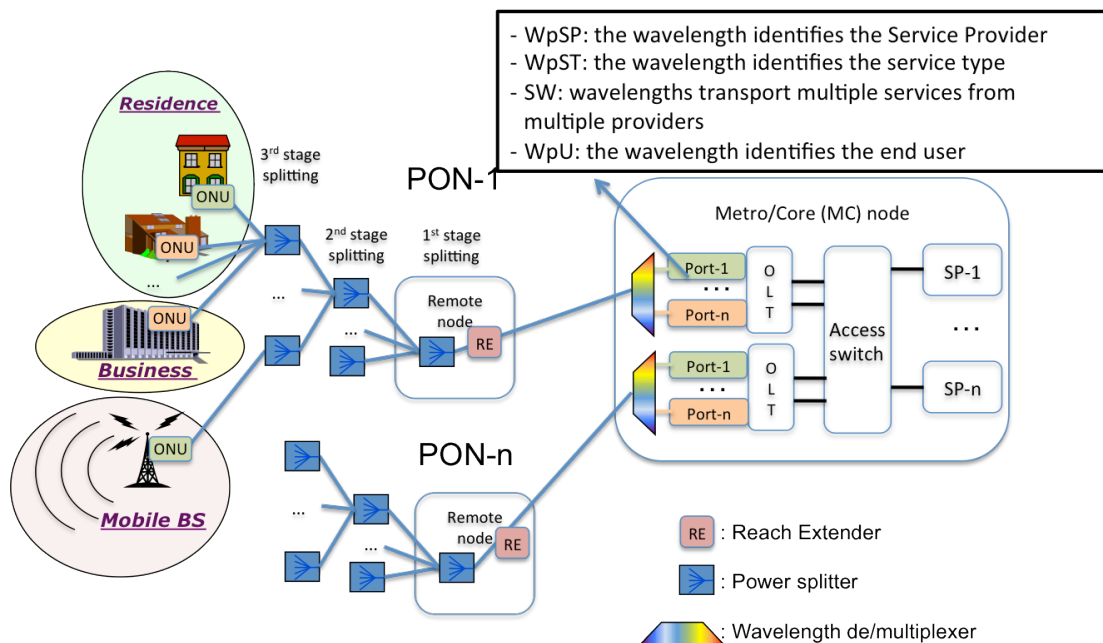 - WpSP: the wavelength identifies the Service Provider
- WpST: the wavelength identifies the service type
- SW: wavelengths transport multiple services from
multiple providers
- WpU: the wavelength identifies the end user
Residence
ONU
ONU
...
ONU
Business
ONU
Mobile BS
3rd stage
splitting
...
2nd stage
splitting
...
1st stage
splitting
PON-1
Remote
node
RE
Metro/Core (MC) node
Port-1
...
Port-n
O
L
T
Port-1
...
Port-n
O
L
T
Access
switch
SP-1
...
SP-n
PON-n
...
...
Remote
node
RE
RE : Reach Extender
: Power splitter
: Wavelength de/multiplexer